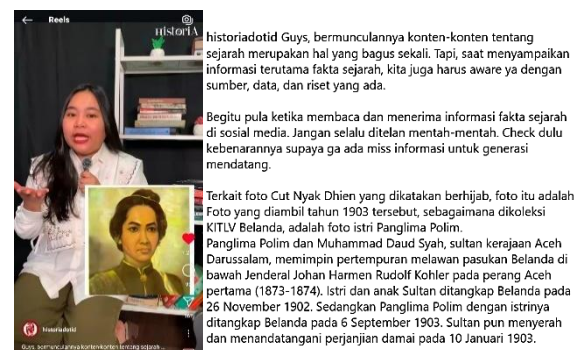 Reels
HISTORIA
historiadotid
Guys, bermunculannya konten-konten tentang sejarah ...
historiadotid Guys, bermunculannya konten-konten tentang
sejarah merupakan hal yang bagus sekali. Tapi, saat menyampaikan
informasi terutama fakta sejarah, kita juga harus aware ya dengan
sumber, data, dan riset yang ada.
Begitu pula ketika membaca dan menerima informasi fakta sejarah
di sosial media. Jangan selalu ditelan mentah-mentah. Check dulu
kebenarannya supaya ga ada miss informasi untuk generasi
mendatang.
Terkait foto Cut Nyak Dhien yang dikatakan berhijab, foto itu adalah
Foto yang diambil tahun 1903 tersebut, sebagaimana dikoleksi
KITLV Belanda, adalah foto istri Panglima Polim.
Panglima Polim dan Muhammad Daud Syah, sultan kerajaan Aceh
Darussalam, memimpin pertempuran melawan pasukan Belanda di
bawah Jenderal Johan Harmen Rudolf Kohler pada perang Aceh
pertama (1873-1874). Istri dan anak Sultan ditangkap Belanda pada
26 November 1902. Sedangkan Panglima Polim dengan istrinya
ditangkap Belanda pada 6 September 1903. Sultan pun menyerah
dan menandatangani perjanjian damai pada 10 Januari 1903.